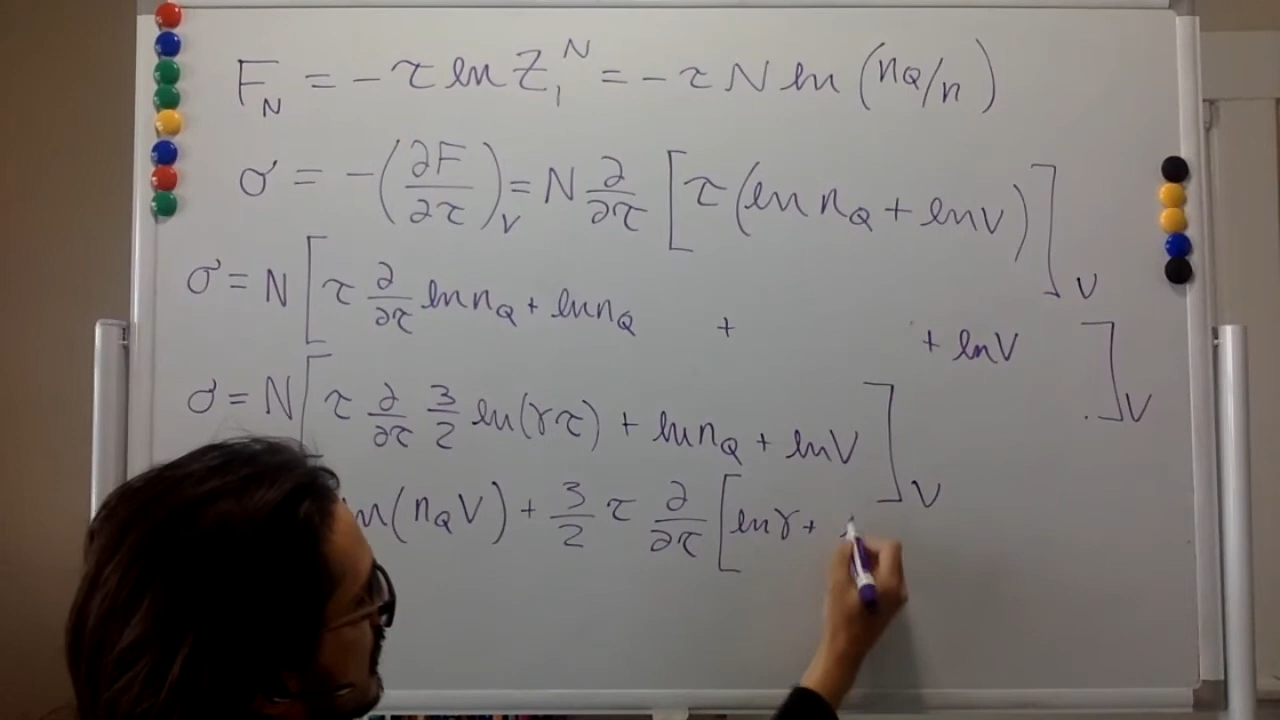 F_N = -τ ln Z_1^N = -τ N ln (n_Q/n)
σ = -(∂F/∂τ)_V = N ∂/∂τ [τ (ln n_Q + ln V)]_V
σ = N [τ ∂/∂τ ln n_Q + ln n_Q + + ln V]_V
σ = N [τ ∂/∂τ 3/2 ln(γτ) + ln n_Q + ln V]_V
ln(n_Q V) + 3/2 τ ∂/∂τ [ln γ +